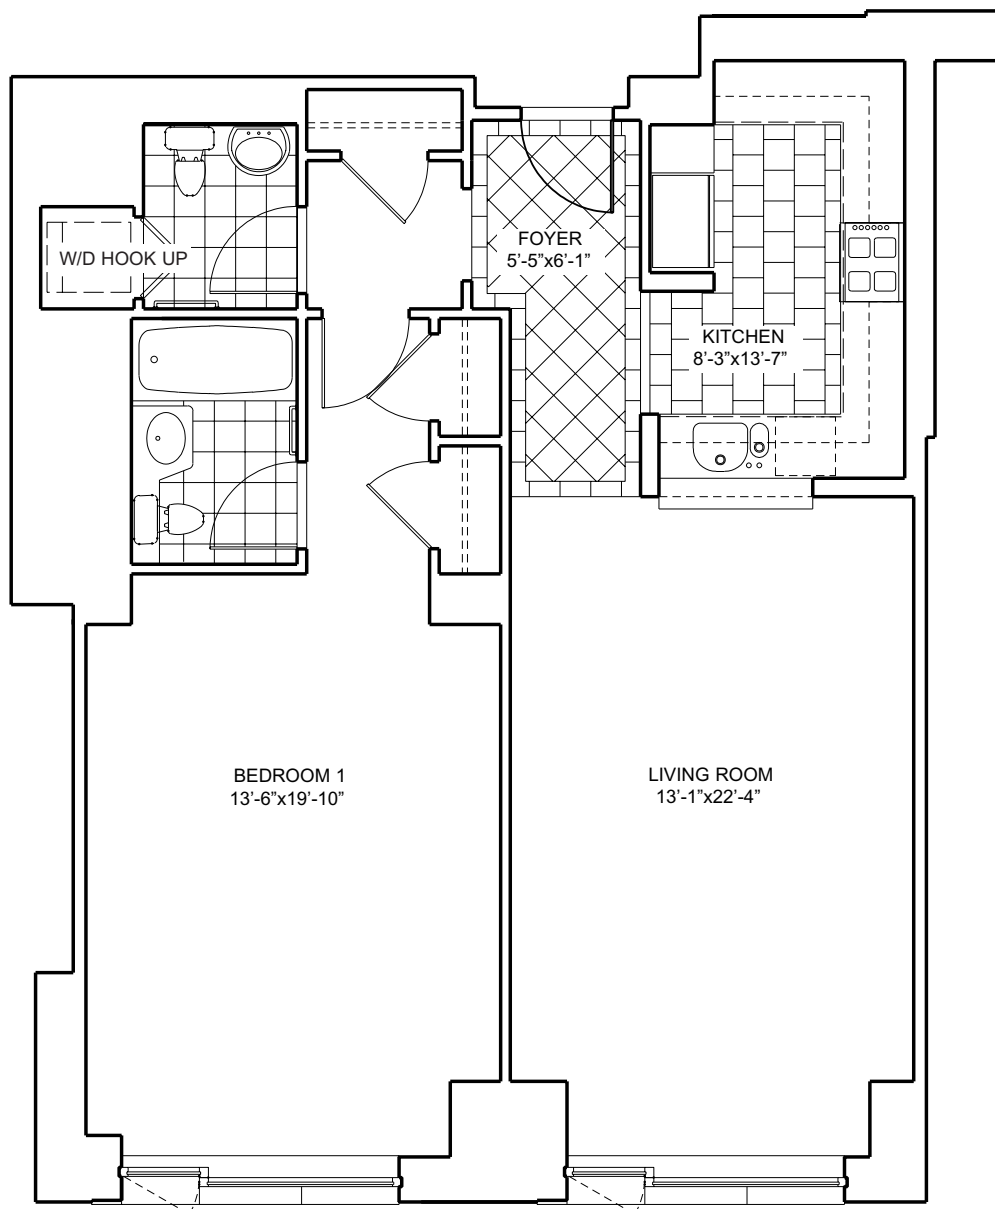 W/D HOOK UP
FOYER
5’-5”x6’-1”
KITCHEN
8’-3”x13’-7”
BEDROOM 1
13’-6”x19’-10”
LIVING ROOM
13’-1”x22’-4”